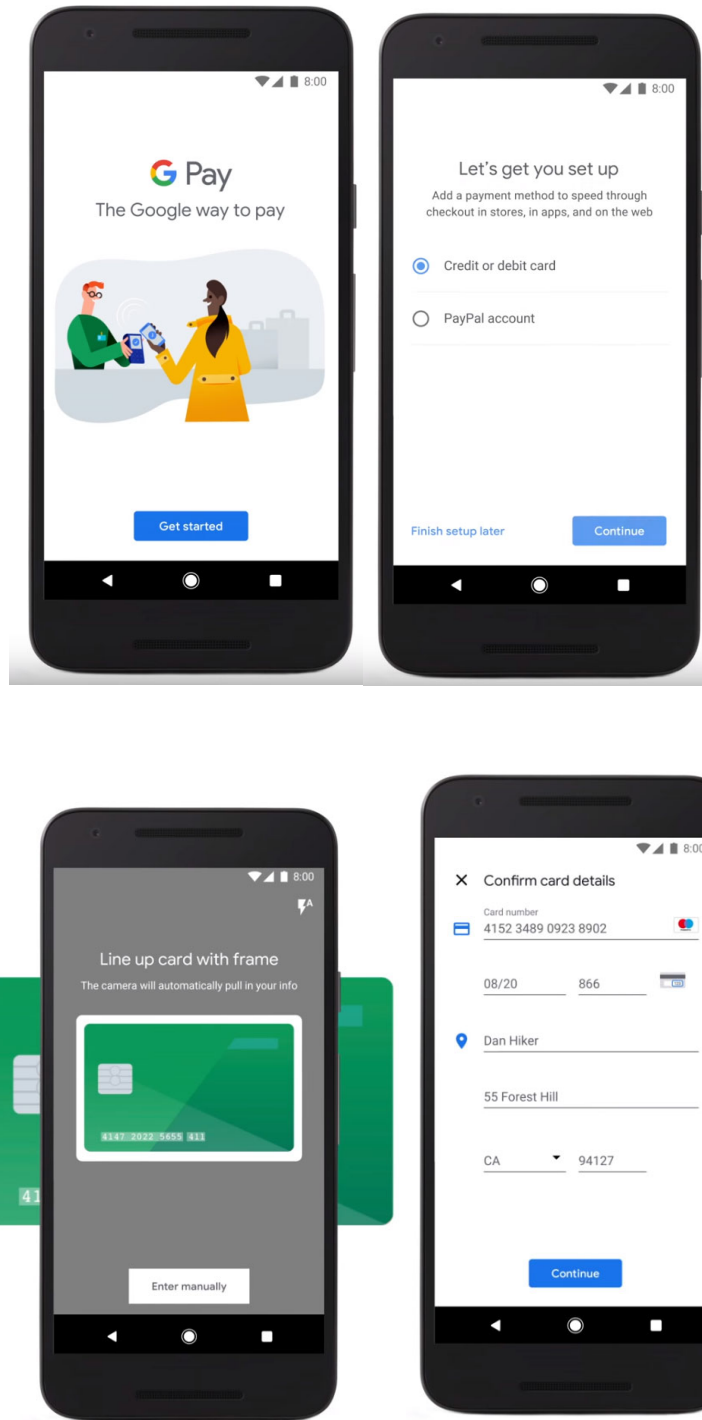 8:00
G Pay
The Google way to pay
Get started
8:00
Let's get you set up
Add a payment method to speed through
checkout in stores, in apps, and on the web
Credit or debit card
PayPal account
Finish setup later
Continue
8:00
A
Line up card with frame
The camera will automatically pull in your info
4147 2022 5655 411
41
Enter manually
8:00
Confirm card details
Card number
4152 3489 0923 8902
08/20 866
Dan Hiker
55 Forest Hill
CA 94127
Continue